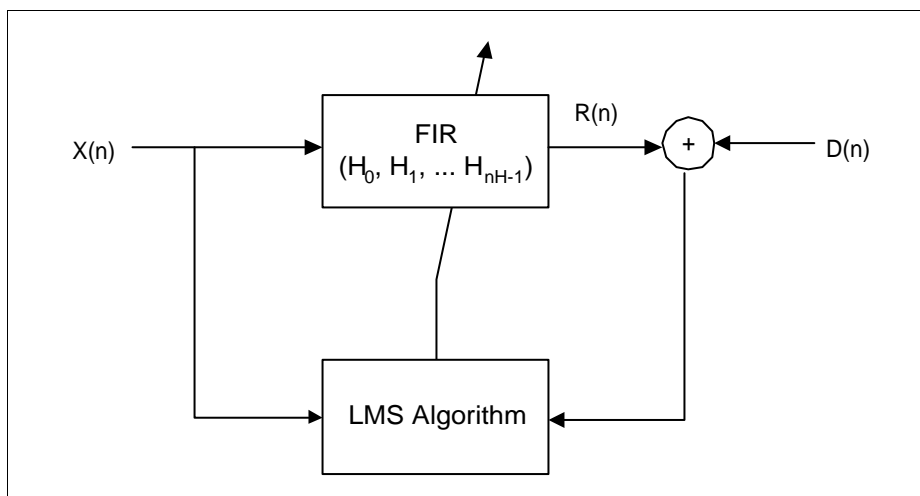 X(n)
FIR
(H0, H1, ... HnH-1)
R(n)
+
D(n)
LMS Algorithm